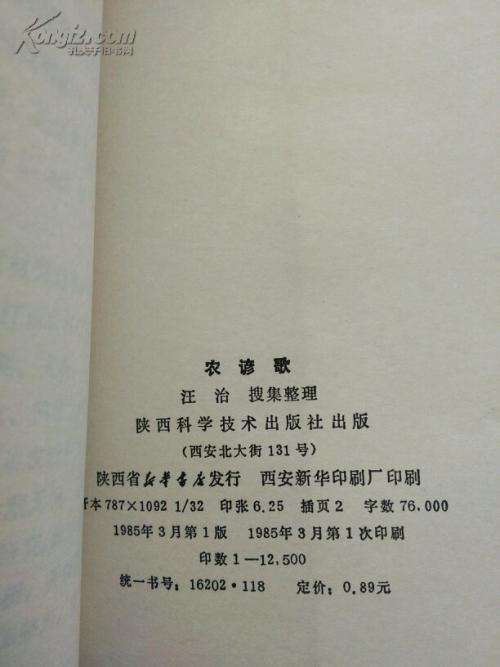 Kongfz.com
孔夫子旧书网
农谚歌
汪治 搜集整理
陕西科学技术出版社出版
(西安北大街131号)
陕西省新华书店发行 西安新华印刷厂印刷
开本787×1092 1/32 印张6.25 插页2 字数76,000
1985年3月第1版 1985年3月第1次印刷
印数1—12,500
统一书号：16202·118 定价：0.89元